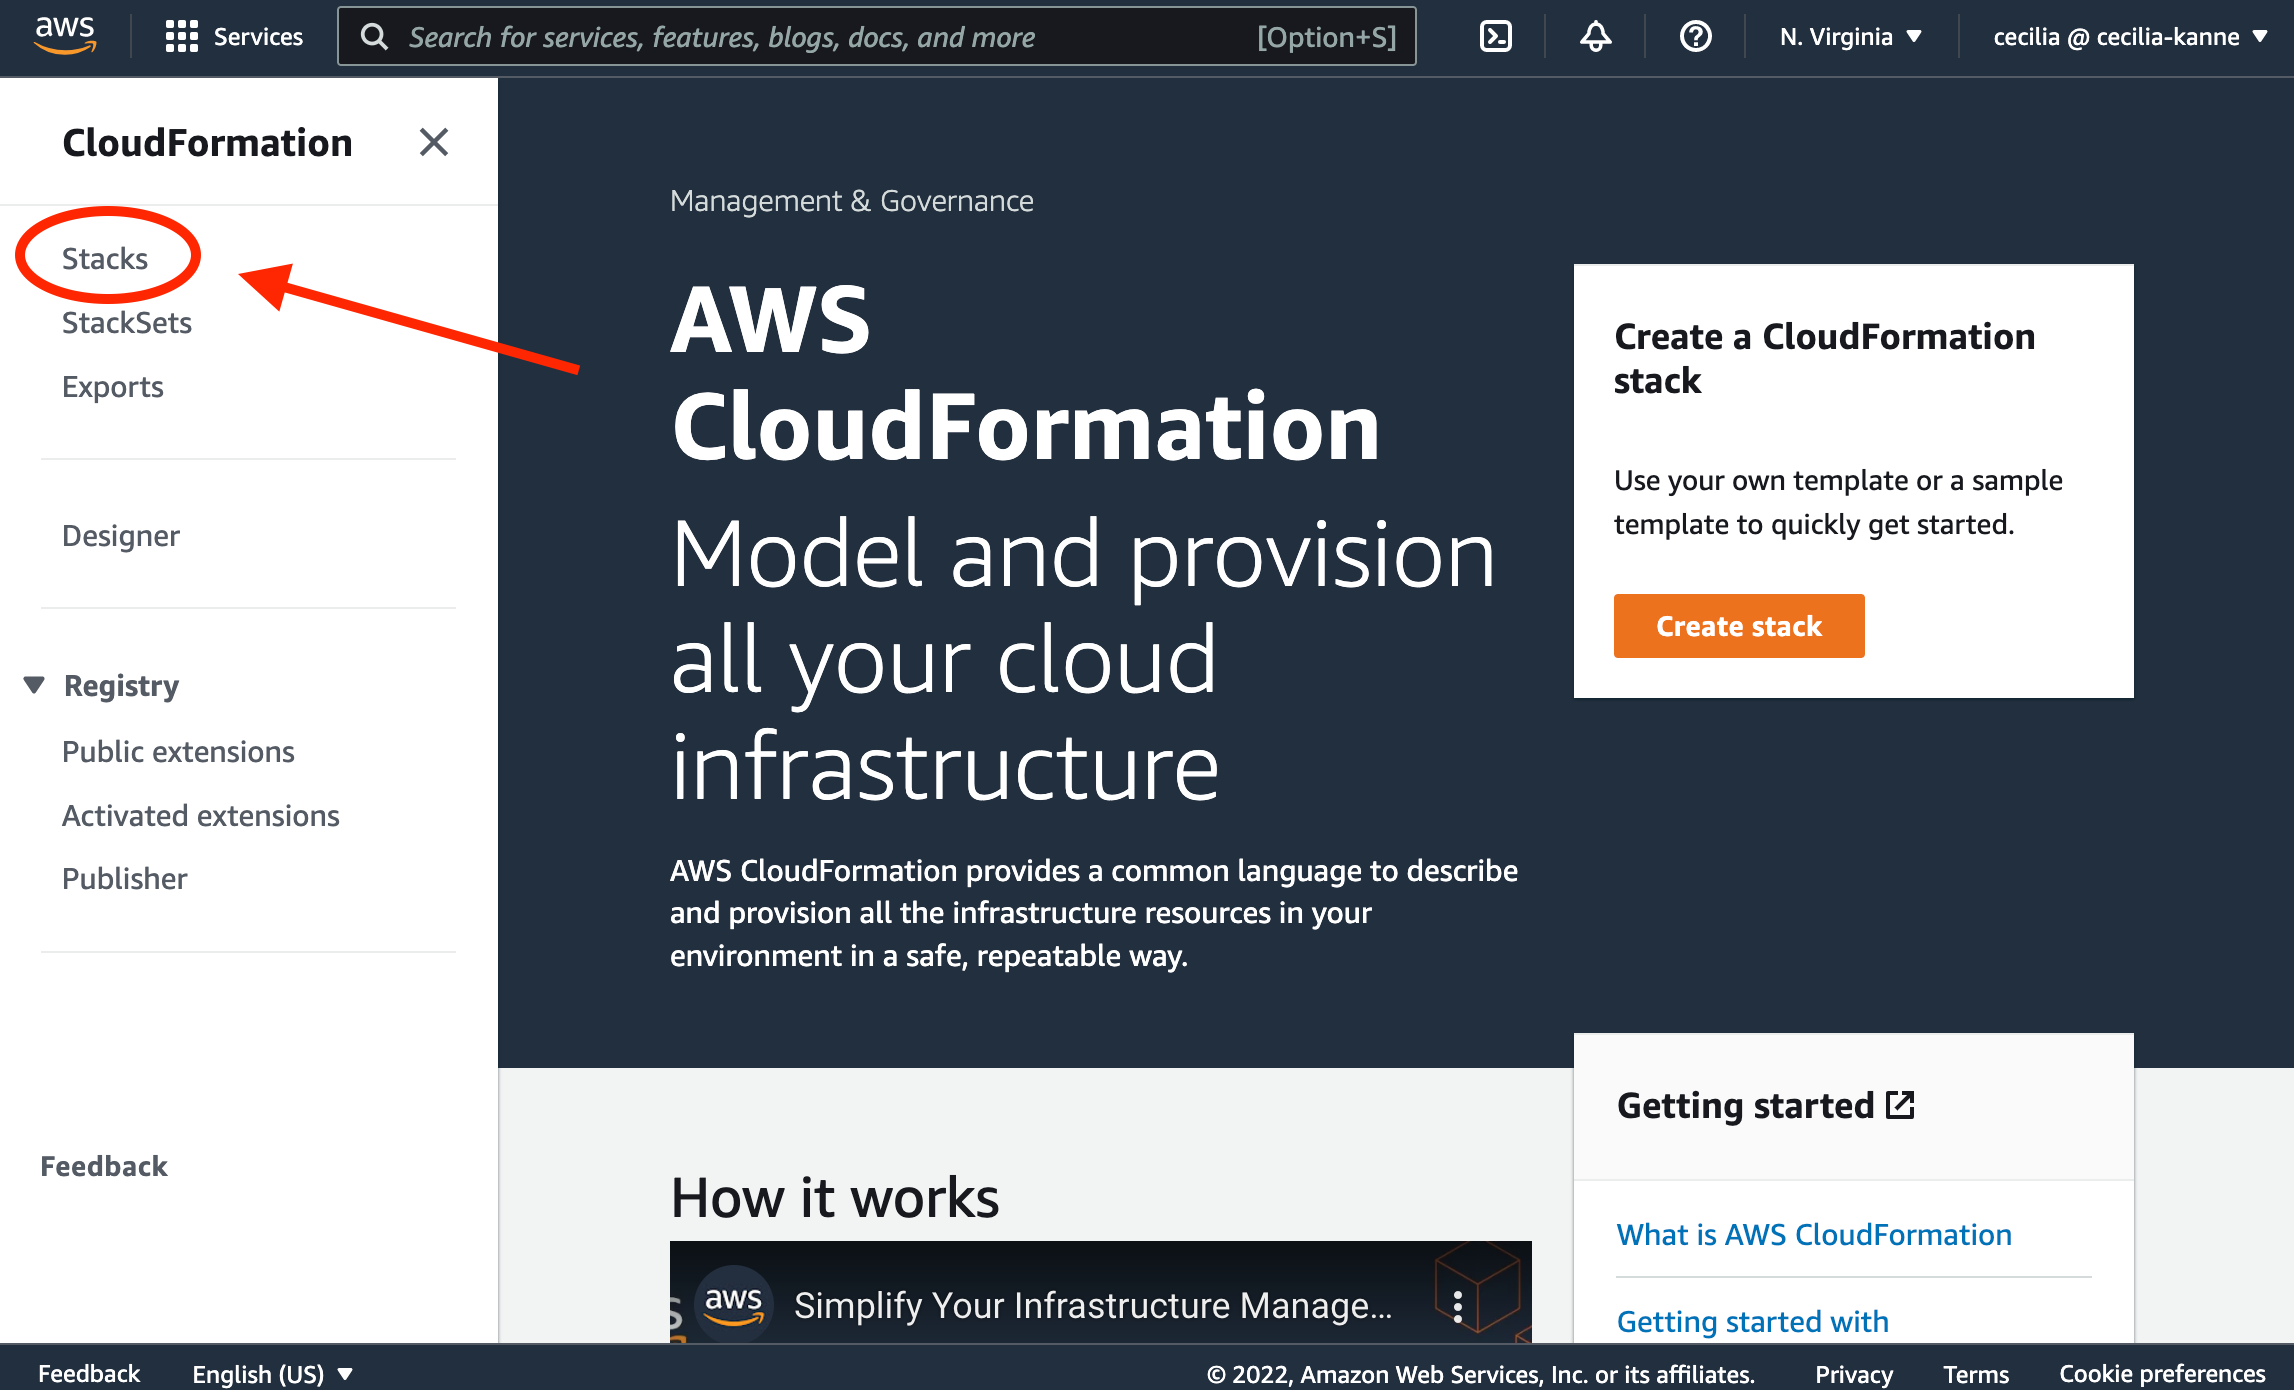 aws
Services
Search for services, features, blogs, docs, and more
[Option+S]
N. Virginia
cecilia @ cecilia-kanne
CloudFormation
Stacks
StackSets
Exports
Designer
Registry
Public extensions
Activated extensions
Publisher
Feedback
Management & Governance
AWS
CloudFormation
Model and provision
all your cloud
infrastructure
AWS CloudFormation provides a common language to describe
and provision all the infrastructure resources in your
environment in a safe, repeatable way.
Create a CloudFormation
stack
Use your own template or a sample
template to quickly get started.
Create stack
How it works
aws
Simplify Your Infrastructure Manage...
Getting started
What is AWS CloudFormation
Getting started with
Feedback
English (US)
© 2022, Amazon Web Services, Inc. or its affiliates.
Privacy
Terms
Cookie preferences